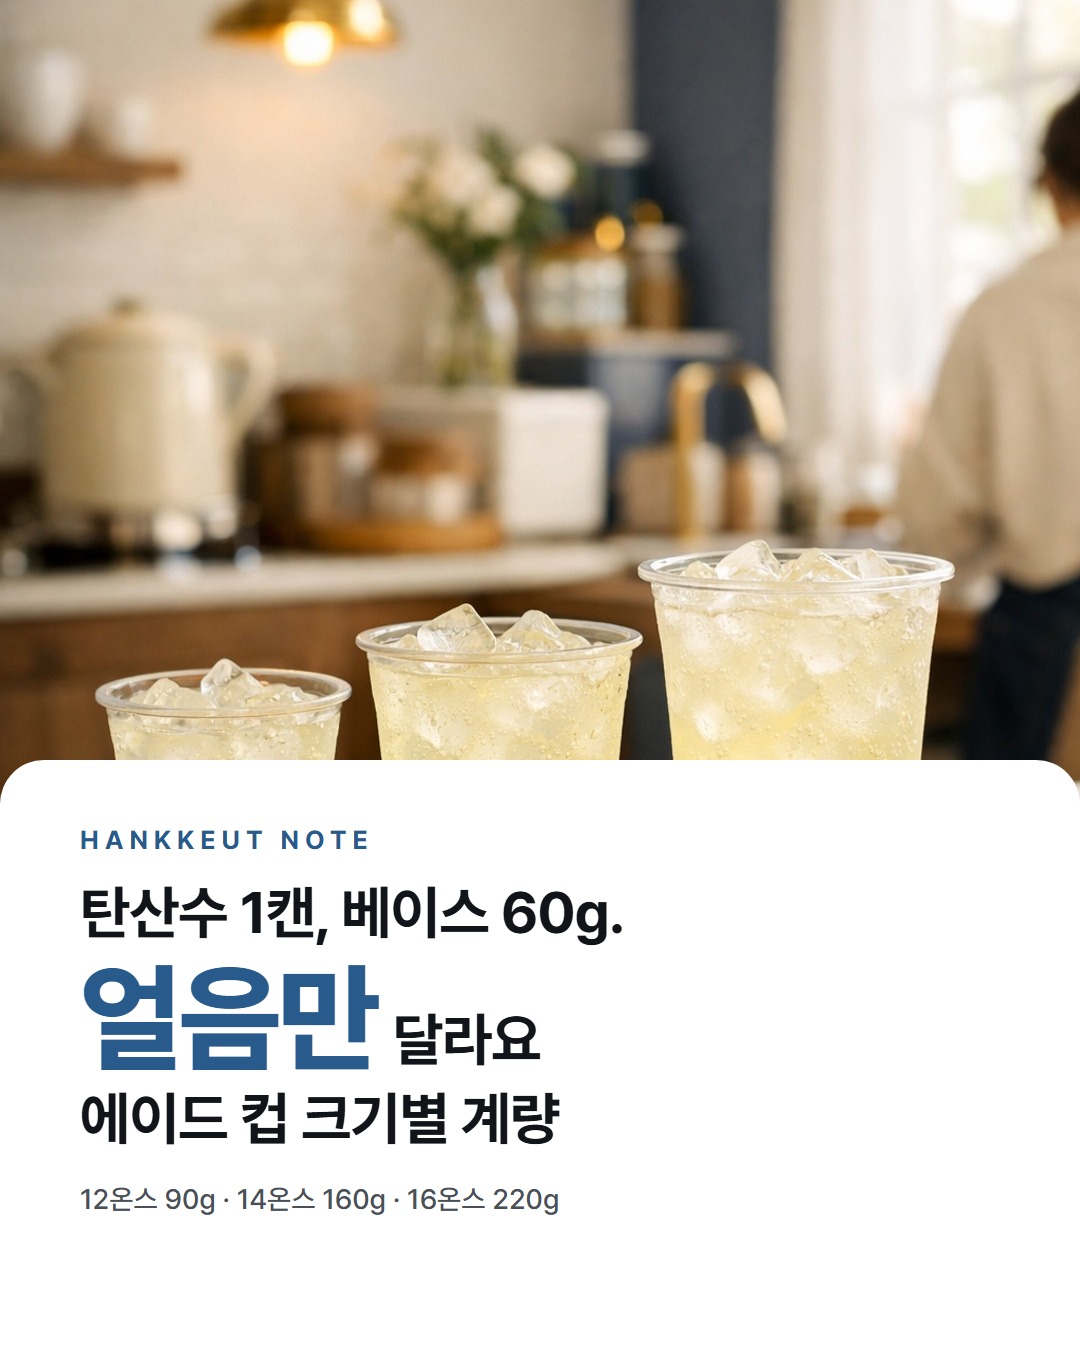 HANKKEUT NOTE
탄산수 1캔, 베이스 60g.
얼음만 달라요
에이드 컵 크기별 계량
12온스 90g · 14온스 160g · 16온스 220g